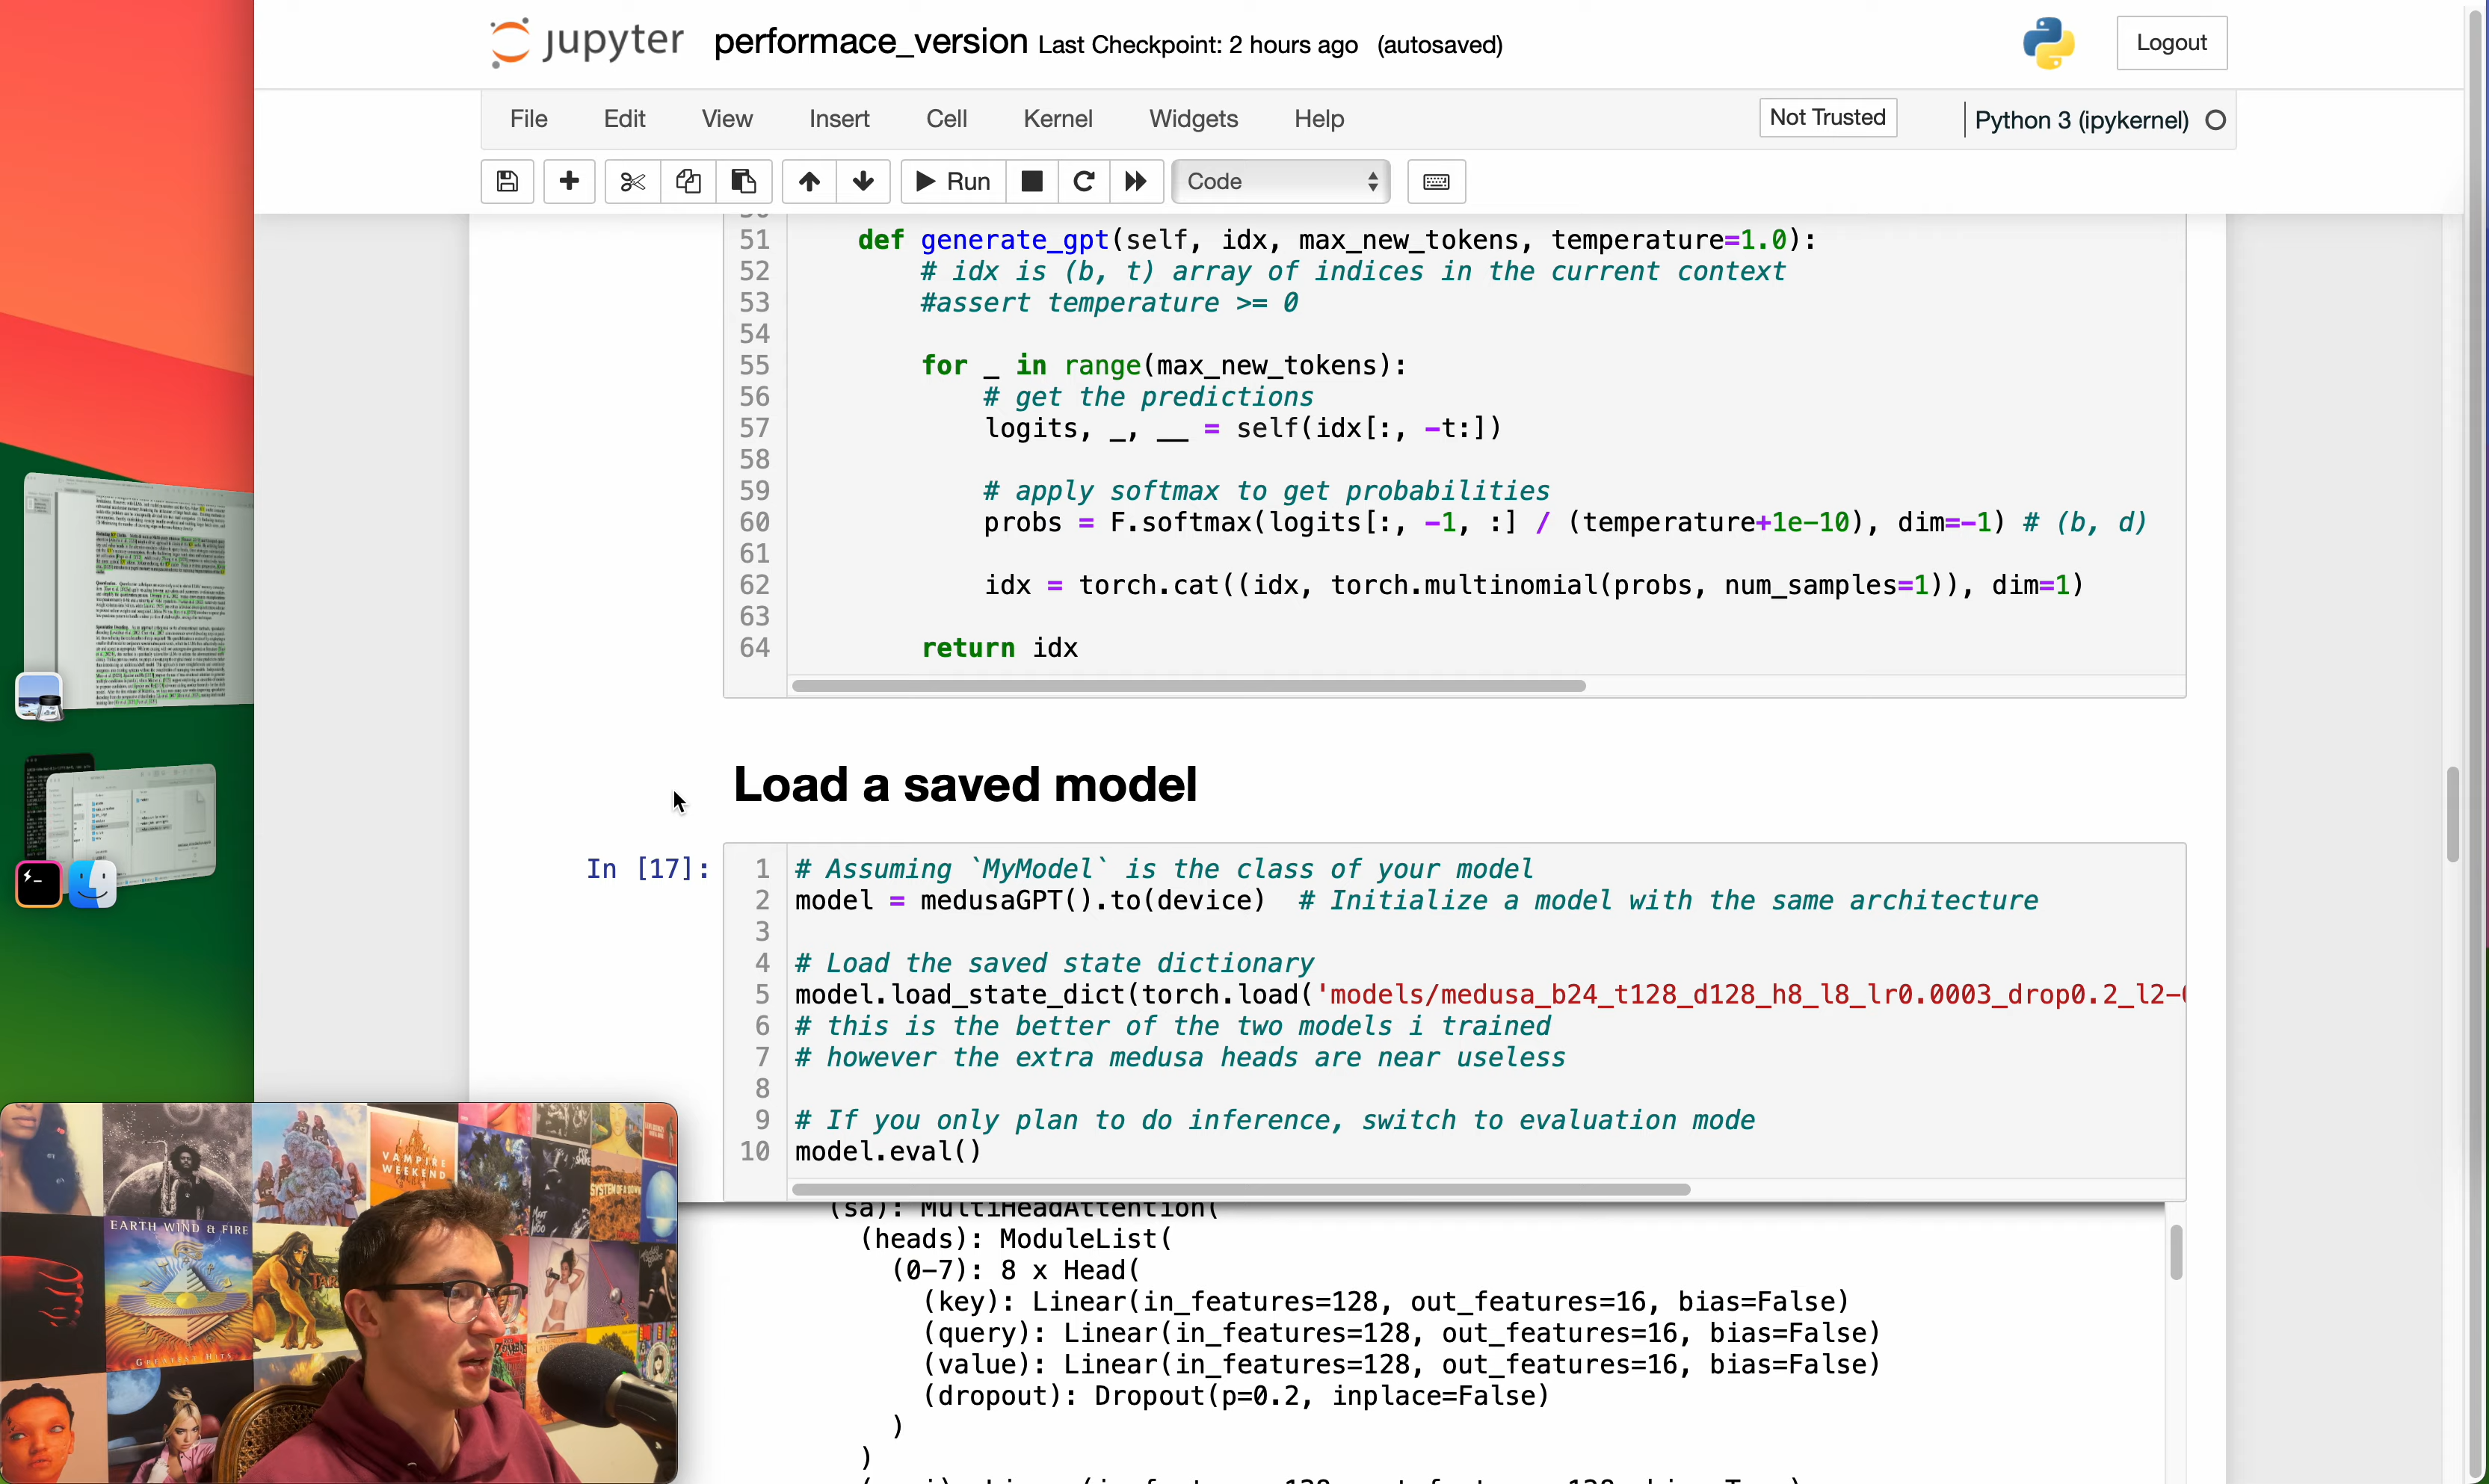 jupyter performace_version Last Checkpoint: 2 hours ago (autosaved)
Logout
File Edit View Insert Cell Kernel Widgets Help
Not Trusted
Python 3 (ipykernel)
Run
Code
51 def generate_gpt(self, idx, max_new_tokens, temperature=1.0):
52 # idx is (b, t) array of indices in the current context
53 #assert temperature >= 0
54
55 for _ in range(max_new_tokens):
56 # get the predictions
57 logits, _, __ = self(idx[:, -t:])
58
59 # apply softmax to get probabilities
60 probs = F.softmax(logits[:, -1, :] / (temperature+1e-10), dim=-1) # (b, d)
61
62 idx = torch.cat((idx, torch.multinomial(probs, num_samples=1)), dim=1)
63
64 return idx
Load a saved model
In [17]:
1 # Assuming `MyModel` is the class of your model
2 model = medusaGPT().to(device) # Initialize a model with the same architecture
3
4 # Load the saved state dictionary
5 model.load_state_dict(torch.load('models/medusa_b24_t128_d128_h8_l8_lr0.0003_drop0.2_l2-
6 # this is the better of the two models i trained
7 # however the extra medusa heads are near useless
8
9 # If you only plan to do inference, switch to evaluation mode
10 model.eval()
(sa): MultiHeadAttention(
(heads): ModuleList(
(0-7): 8 x Head(
(key): Linear(in_features=128, out_features=16, bias=False)
(query): Linear(in_features=128, out_features=16, bias=False)
(value): Linear(in_features=128, out_features=16, bias=False)
(dropout): Dropout(p=0.2, inplace=False)
)
)
VAMPIRE
WEEKEND
EARTH WIND & FIRE
GREATEST HITS
SYSTEM OF A DOWN